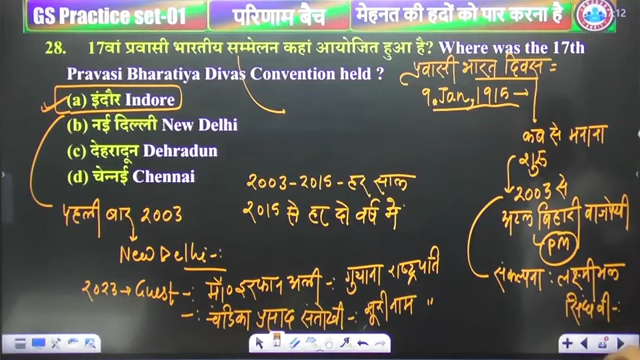 GS Practice set-01 परिणाम बैच मेहनत की हदों को पार करना है
7:12
28. 17वां प्रवासी भारतीय सम्मेलन कहां आयोजित हुआ है? Where was the 17th
Pravasi Bharatiya Divas Convention held ?
(a) इंदौर Indore
(b) नई दिल्ली New Delhi
(c) देहरादून Dehradun
(d) चेन्नई Chennai
प्रवासी भारत दिवस =
9 Jan, 1915 →
कब से मनाना
शुरू
2003 से
अटल बिहारी वाजपेयी
PM
संकल्पना : लक्ष्मीमल
सिंघवी -:
2003-2015 - हर साल
2015 से हर दो वर्ष में
पहली बार 2003
New Delhi -:
2023 → Guest -: मो० इरफान अली -: गुयाना राष्ट्रपति
-: चंद्रिका प्रसाद संतोखी -: सूरीनाम "